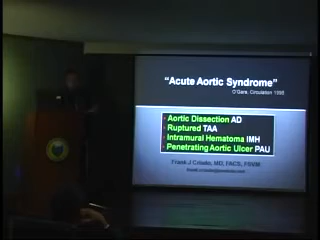 “Acute Aortic Syndrome”
O'Gara, Circulation 1995
Aortic Dissection AD
Ruptured TAA
Intramural Hematoma IMH
Penetrating Aortic Ulcer PAU
Frank J Criado, MD, FACS, FSVM